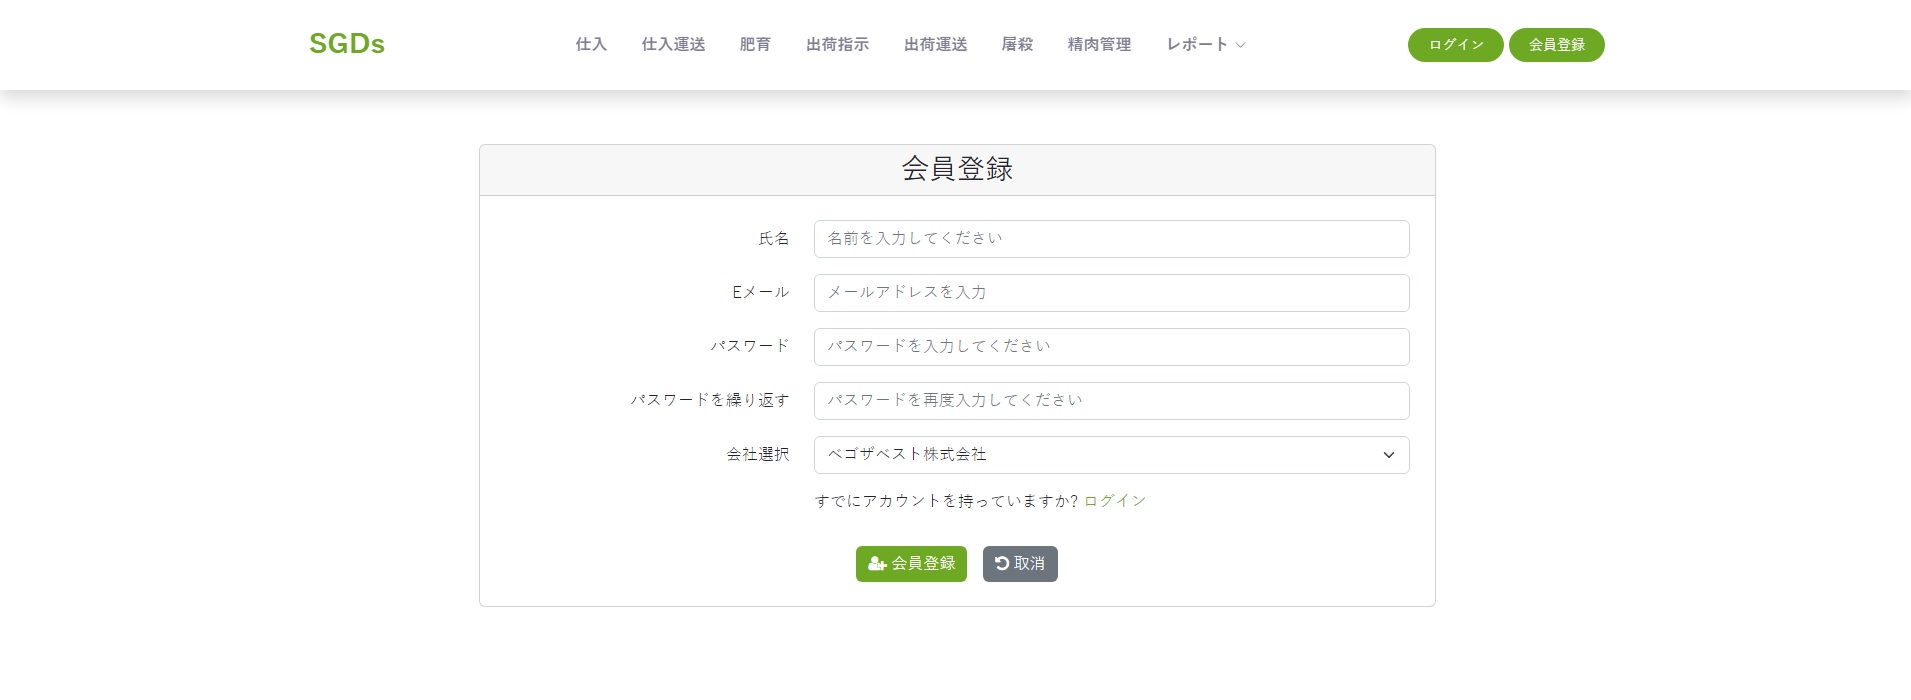 SGDs
仕入 仕入運送 肥育 出荷指示 出荷運送 屠殺 精肉管理 レポート
ログイン 会員登録
会員登録
氏名 名前を入力してください
Eメール メールアドレスを入力
パスワード パスワードを入力してください
パスワードを繰り返す パスワードを再度入力してください
会社選択 ベゴザベスト株式会社
すでにアカウントを持っていますか? ログイン
会員登録 取消